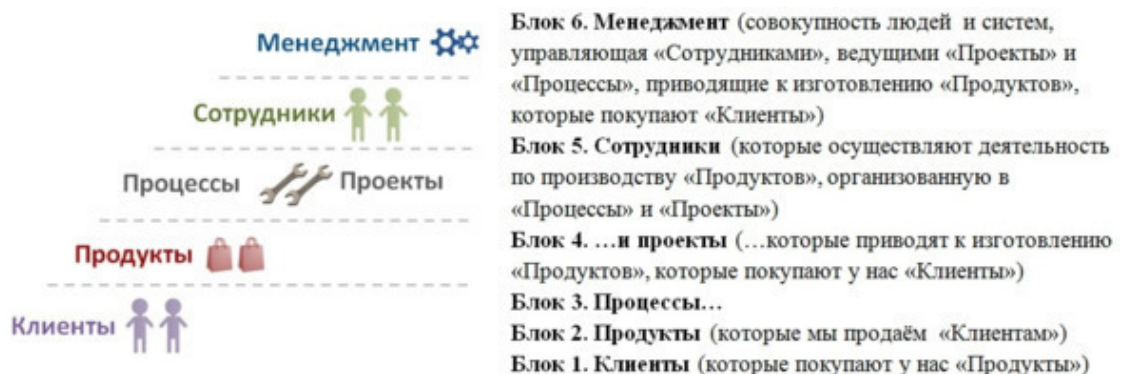 Менеджмент
Сотрудники
Процессы Проекты
Продукты
Клиенты
Блок 6. Менеджмент (совокупность людей и систем,
управляющая «Сотрудниками», ведущими «Проекты» и
«Процессы», приводящие к изготовлению «Продуктов»,
которые покупают «Клиенты»)
Блок 5. Сотрудники (которые осуществляют деятельность
по производству «Продуктов», организованную в
«Процессы» и «Проекты»)
Блок 4. …и проекты (…которые приводят к изготовлению
«Продуктов», которые покупают у нас «Клиенты»)
Блок 3. Процессы…
Блок 2. Продукты (которые мы продаём «Клиентам»)
Блок 1. Клиенты (которые покупают у нас «Продукты»)